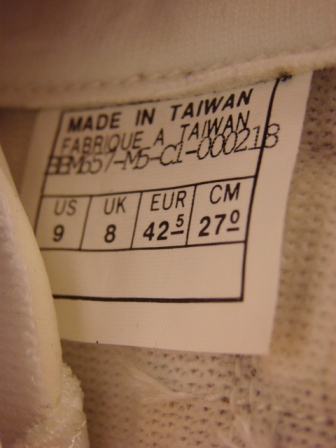 MADE IN TAIWAN
FABRIQUE A TAIWAN
BBM657-M5-C1-000218
US UK EUR CM
9 8 42 5 27 0